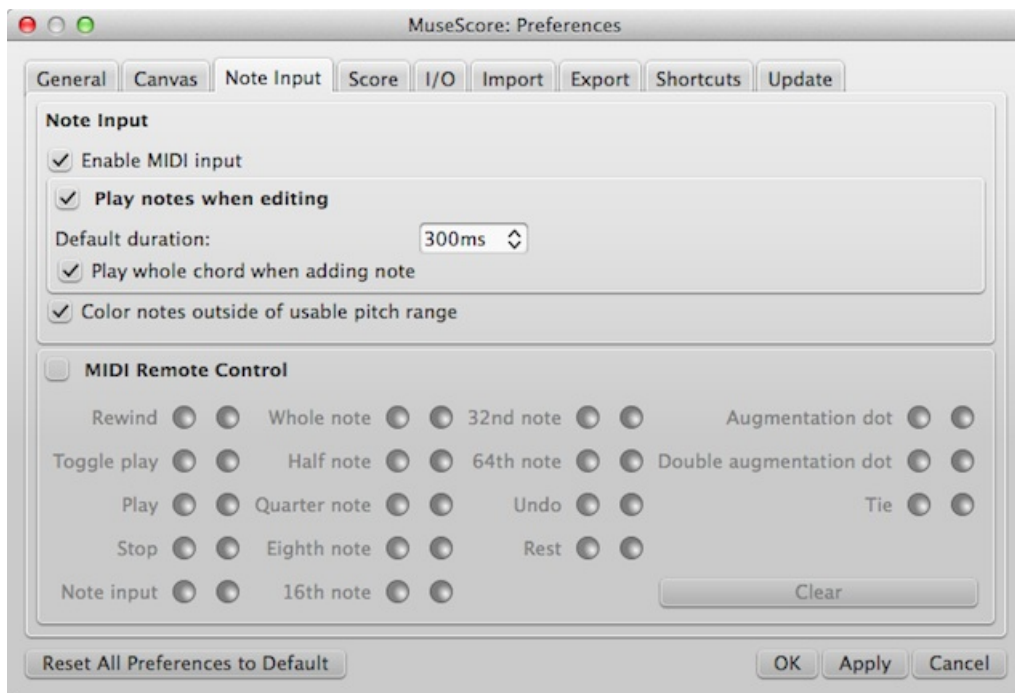 MuseScore: Preferences
General Canvas Note Input Score I/O Import Export Shortcuts Update
Note Input
Enable MIDI input
Play notes when editing
Default duration: 300ms
Play whole chord when adding note
Color notes outside of usable pitch range
MIDI Remote Control
Rewind Whole note 32nd note Augmentation dot
Toggle play Half note 64th note Double augmentation dot
Play Quarter note Undo Tie
Stop Eighth note Rest
Note input 16th note Clear
Reset All Preferences to Default OK Apply Cancel